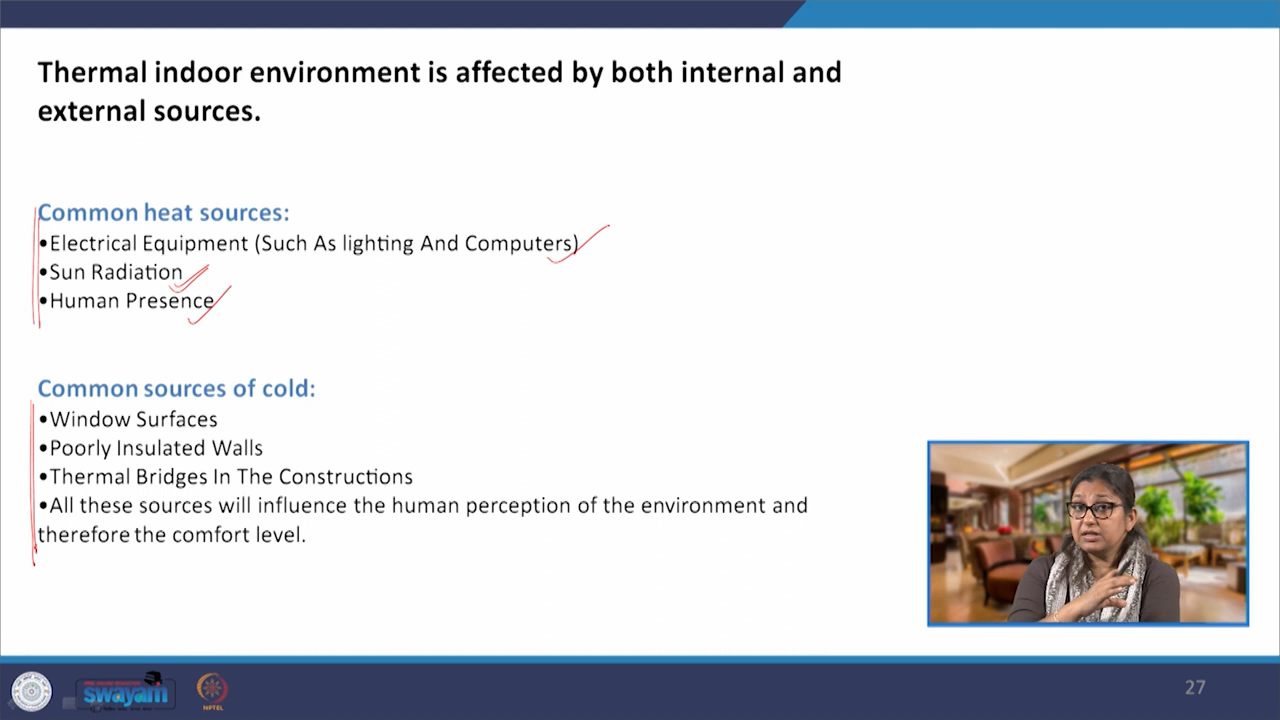 Thermal indoor environment is affected by both internal and
external sources.
Common heat sources:
•Electrical Equipment (Such As lighting And Computers)
•Sun Radiation
•Human Presence
Common sources of cold:
•Window Surfaces
•Poorly Insulated Walls
•Thermal Bridges In The Constructions
•All these sources will influence the human perception of the environment and
therefore the comfort level.
swayam
NPTEL
27